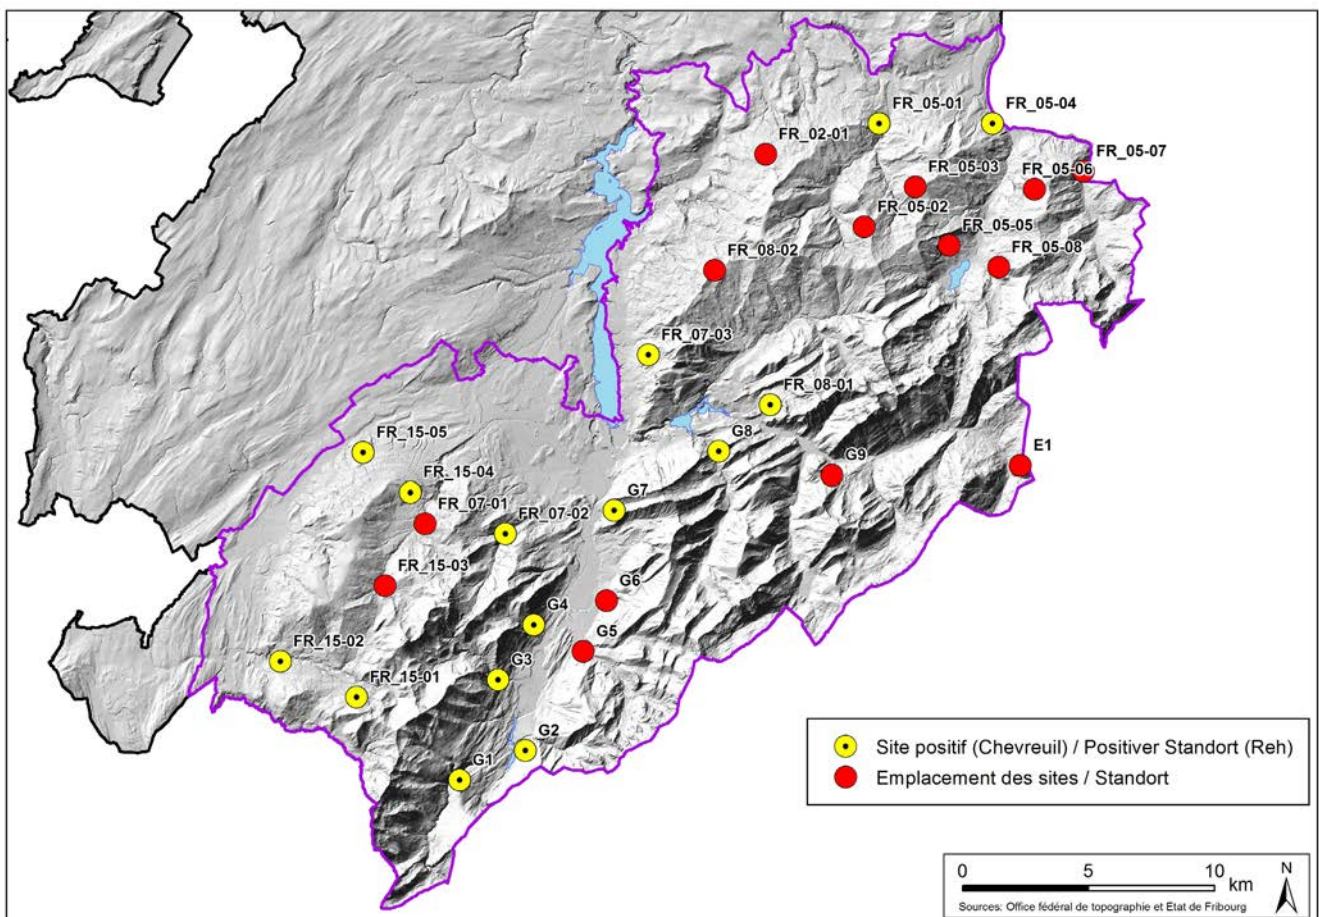 FR_05-01
FR_05-04
FR_02-01
FR_05-07
FR_05-03
FR_05-06
FR_05-02
FR_05-05
FR_05-08
FR_08-02
FR_07-03
FR_08-01
FR_15-05
G8
G9
E1
FR_15-04
FR_07-01
G7
FR_07-02
FR_15-03
G6
G4
G5
FR_15-02
G3
FR_15-01
G2
G1
Site positif (Chevreuil) / Positiver Standort (Reh)
Emplacement des sites / Standort
0 5 10
km
N
Sources: Office fédéral de topographie et Etat de Fribourg